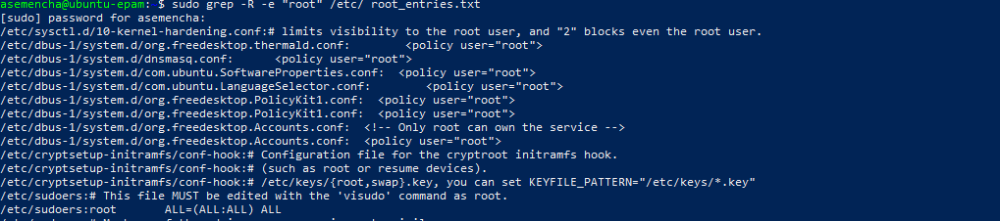 asemencha@ubuntu-epam: $ sudo grep -R -e "root" /etc/ root_entries.txt
[sudo] password for asemencha:
/etc/sysctl.d/10-kernel-hardening.conf:# limits visibility to the root user, and "2" blocks even the root user.
/etc/dbus-1/system.d/org.freedesktop.thermald.conf:        <policy user="root">
/etc/dbus-1/system.d/dnsmasq.conf:      <policy user="root">
/etc/dbus-1/system.d/com.ubuntu.SoftwareProperties.conf:  <policy user="root">
/etc/dbus-1/system.d/com.ubuntu.LanguageSelector.conf:        <policy user="root">
/etc/dbus-1/system.d/org.freedesktop.PolicyKit1.conf:  <policy user="root">
/etc/dbus-1/system.d/org.freedesktop.PolicyKit1.conf:  <policy user="root">
/etc/dbus-1/system.d/org.freedesktop.Accounts.conf:  <!-- Only root can own the service -->
/etc/dbus-1/system.d/org.freedesktop.Accounts.conf:  <policy user="root">
/etc/cryptsetup-initramfs/conf-hook:# Configuration file for the cryptroot initramfs hook.
/etc/cryptsetup-initramfs/conf-hook:# (such as root or resume devices).
/etc/cryptsetup-initramfs/conf-hook:# /etc/keys/{root,swap}.key, you can set KEYFILE_PATTERN="/etc/keys/*.key"
/etc/sudoers:# This file MUST be edited with the 'visudo' command as root.
/etc/sudoers:root       ALL=(ALL:ALL) ALL